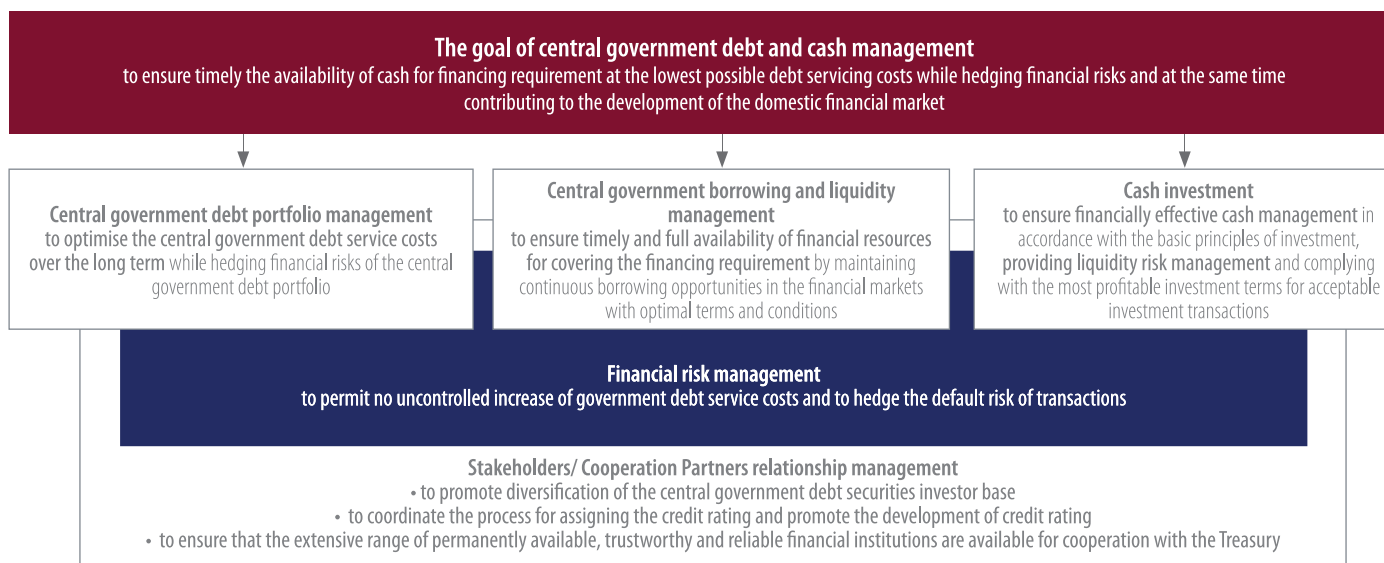 The goal of central government debt and cash management
to ensure timely the availability of cash for financing requirement at the lowest possible debt servicing costs while hedging financial risks and at the same time
contributing to the development of the domestic financial market
Central government debt portfolio management
to optimise the central government debt service costs
over the long term while hedging financial risks of the central
government debt portfolio
Central government borrowing and liquidity
management
to ensure timely and full availability of financial resources
for covering the financing requirement by maintaining
continuous borrowing opportunities in the financial markets
with optimal terms and conditions
Cash investment
to ensure financially effective cash management in
accordance with the basic principles of investment,
providing liquidity risk management and complying
with the most profitable investment terms for acceptable
investment transactions
Financial risk management
to permit no uncontrolled increase of government debt service costs and to hedge the default risk of transactions
Stakeholders/ Cooperation Partners relationship management
• to promote diversification of the central government debt securities investor base
• to coordinate the process for assigning the credit rating and promote the development of credit rating
• to ensure that the extensive range of permanently available, trustworthy and reliable financial institutions are available for cooperation with the Treasury